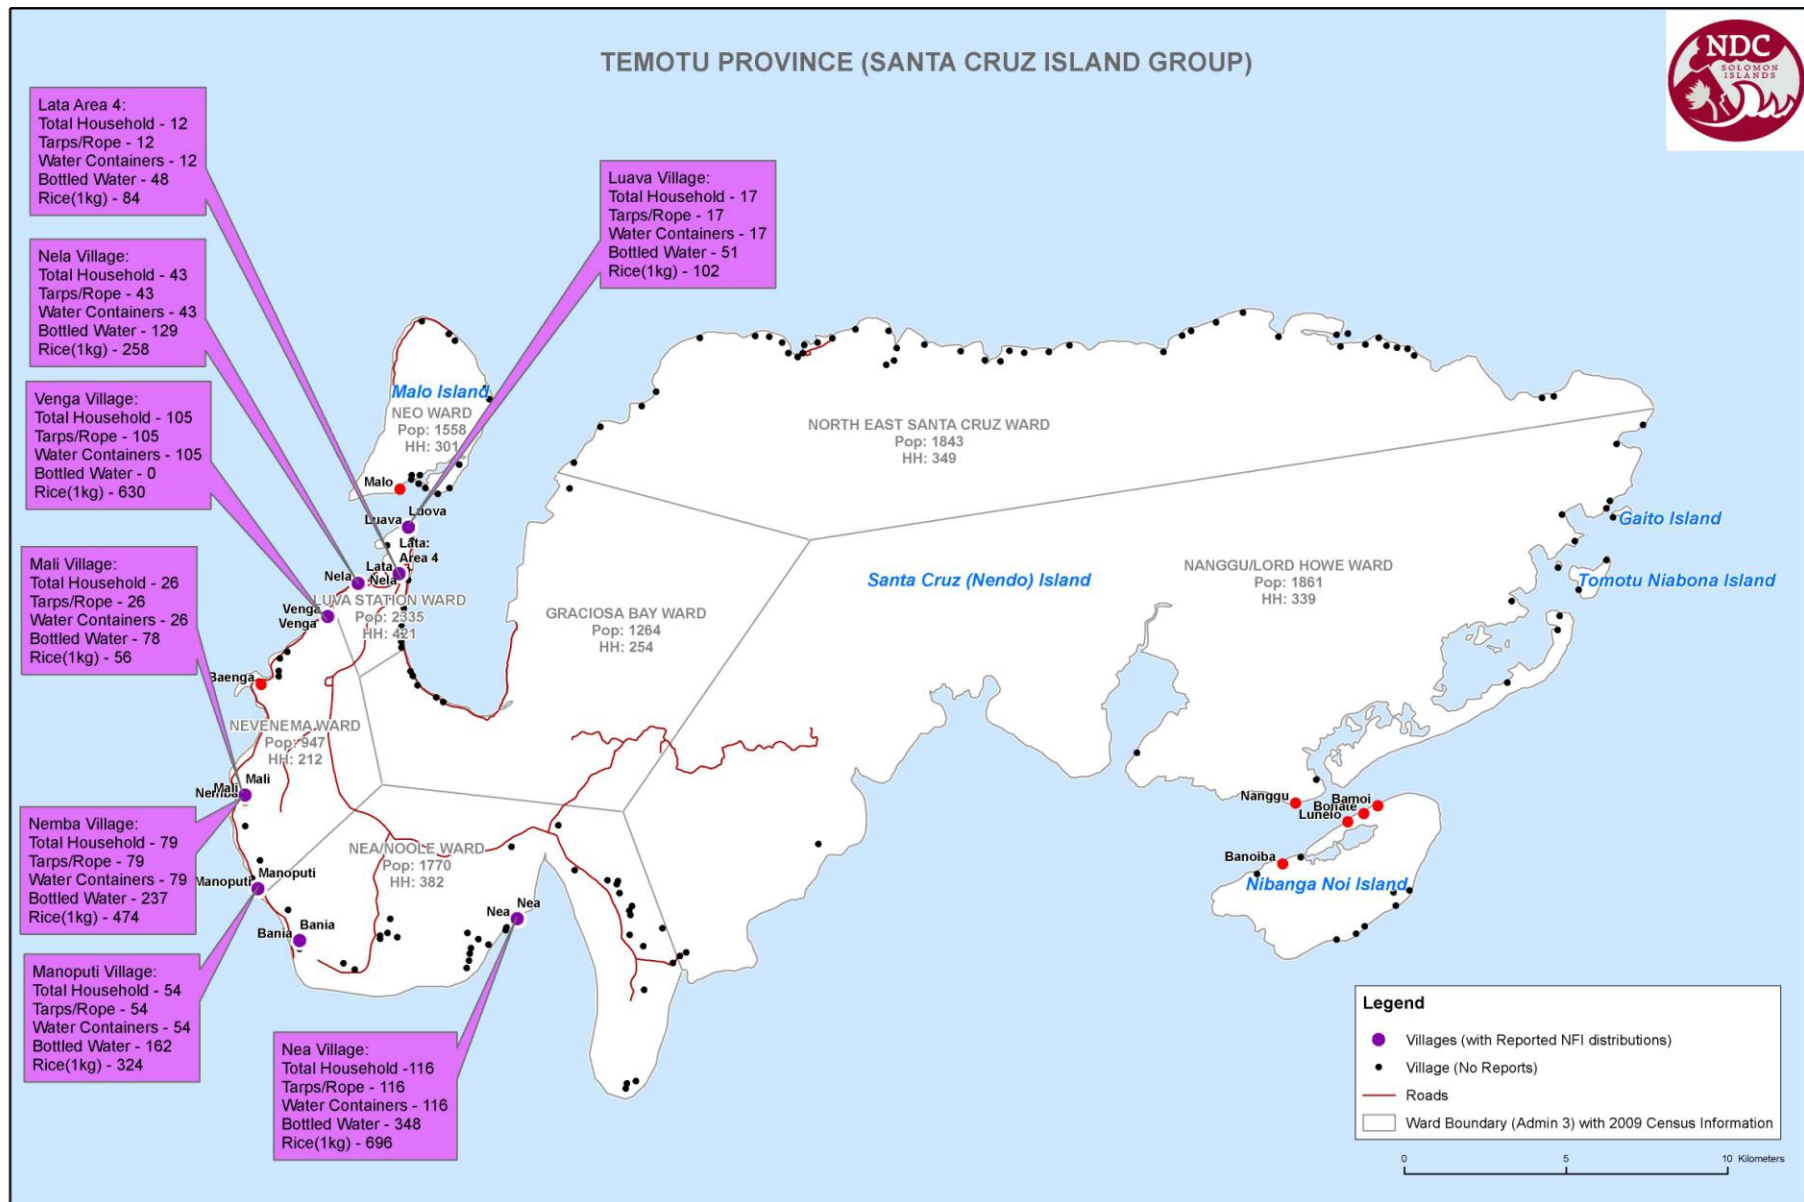 TEMOTU PROVINCE (SANTA CRUZ ISLAND GROUP)
NDC
SOLOMON
ISLANDS
Lata Area 4:
Total Household - 12
Tarps/Rope - 12
Water Containers - 12
Bottled Water - 48
Rice(1kg) - 84
Luava Village:
Total Household - 17
Tarps/Rope - 17
Water Containers - 17
Bottled Water - 51
Rice(1kg) - 102
Nela Village:
Total Household - 43
Tarps/Rope - 43
Water Containers - 43
Bottled Water - 129
Rice(1kg) - 258
Venga Village:
Total Household - 105
Tarps/Rope - 105
Water Containers - 105
Bottled Water - 0
Rice(1kg) - 630
Mali Village:
Total Household - 26
Tarps/Rope - 26
Water Containers - 26
Bottled Water - 78
Rice(1kg) - 56
Nemba Village:
Total Household - 79
Tarps/Rope - 79
Water Containers - 79
Bottled Water - 237
Rice(1kg) - 474
Manoputi Village:
Total Household - 54
Tarps/Rope - 54
Water Containers - 54
Bottled Water - 162
Rice(1kg) - 324
Nea Village:
Total Household -116
Tarps/Rope - 116
Water Containers - 116
Bottled Water - 348
Rice(1kg) - 696
Malo Island
NEO WARD
Pop: 1558
HH: 301
Malo
Luova
Luava
Lata:
Area 4
Lata
Nela
Nela
LUVA STATION WARD
Pop: 2335
HH: 421
Venga
Venga
Baenga
NEVENEMA WARD
Pop: 947
HH: 212
Mali
Mali
Nemba
NEA/NOOLE WARD
Pop: 1770
HH: 382
Manoputi
Manoputi
Bania
Bania
Nea
Nea
NORTH EAST SANTA CRUZ WARD
Pop: 1843
HH: 349
Santa Cruz (Nendo) Island
GRACIOSA BAY WARD
Pop: 1264
HH: 254
NANGGU/LORD HOWE WARD
Pop: 1861
HH: 339
Gaito Island
Tomotu Niabona Island
Nanggu
Bamoi
Bonate
Lunelo
Banoiba
Nibanga Noi Island
Legend
Villages (with Reported NFI distributions)
Village (No Reports)
Roads
Ward Boundary (Admin 3) with 2009 Census Information
0 5 10 Kilometers